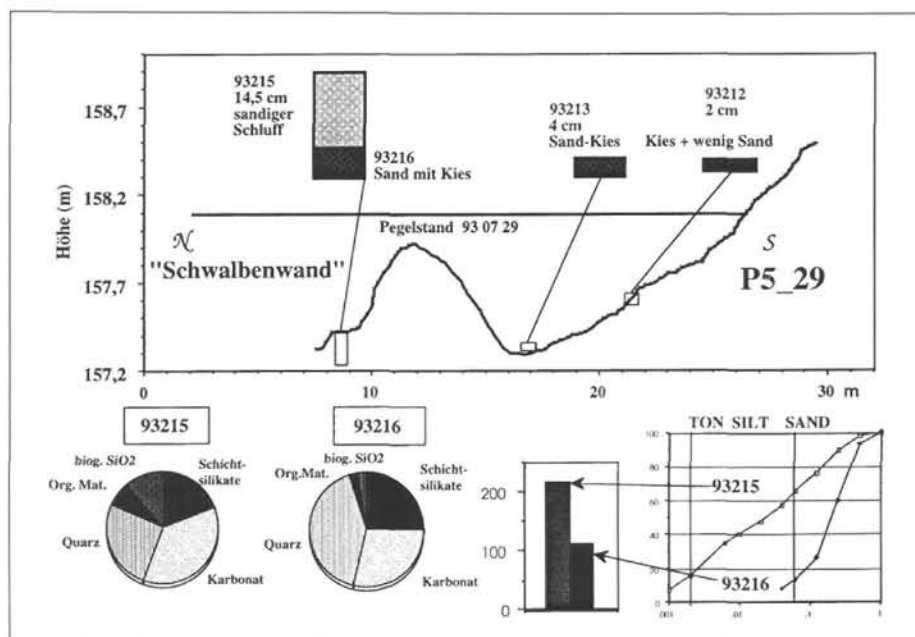 93215
14,5 cm
sandiger
Schluff
93216
Sand mit Kies
93213
4 cm
Sand-Kies
93212
2 cm
Kies + wenig Sand
Höhe (m)
158,7
158,2
157,7
157,2
Pegelstand 93 07 29
N
"Schwalbenwand"
S
P5_29
0
10
20
30 m
93215
biog. SiO2
Org. Mat.
Schicht-
silikate
Quarz
Karbonat
93216
biog. SiO2
Org.Mat.
Schicht-
silikate
Quarz
Karbonat
200
100
0
93215
93216
TON SILT SAND
100
80
60
40
20
0
.001
.01
.1
1